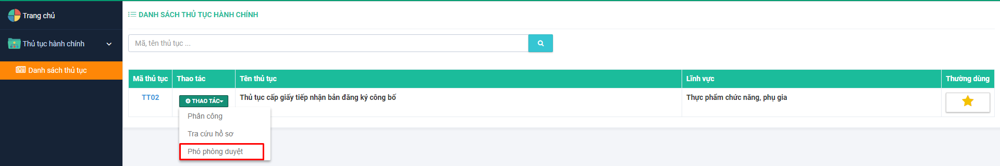 Trang chủ
Thủ tục hành chính
Danh sách thủ tục
DANH SÁCH THỦ TỤC HÀNH CHÍNH
Mã, tên thủ tục ...
Mã thủ tục Thao tác Tên thủ tục Lĩnh vực Thường dùng
TT02 THAO TÁC Thủ tục cấp giấy tiếp nhận bản đăng ký công bố Thực phẩm chức năng, phụ gia
Phân công
Tra cứu hồ sơ
Phó phòng duyệt